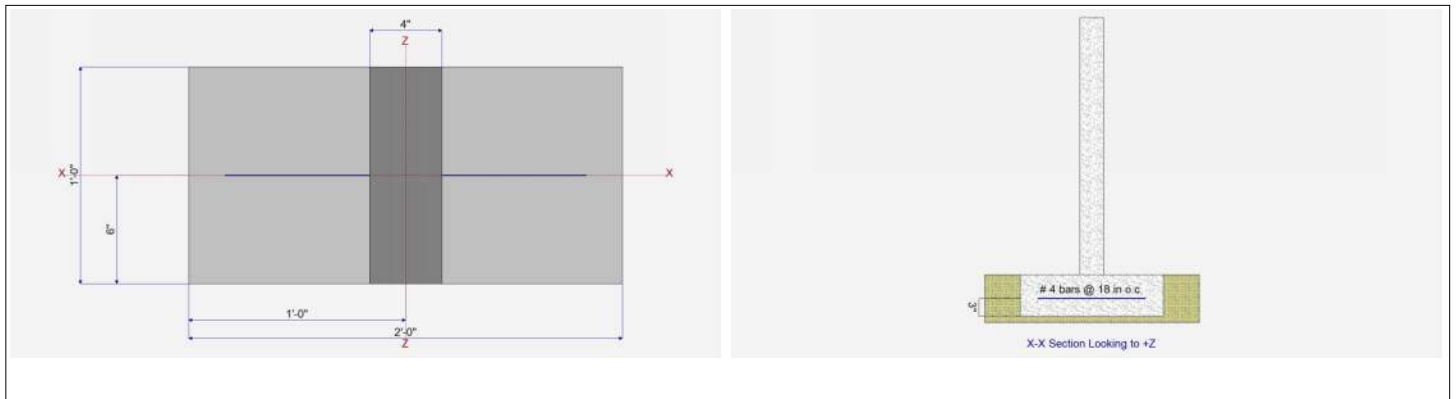 4"
Z
X
1'-0"
X
6"
1'-0"
2'-0"
Z
# 4 bars @ 18 in o.c.
3"
X-X Section Looking to +Z